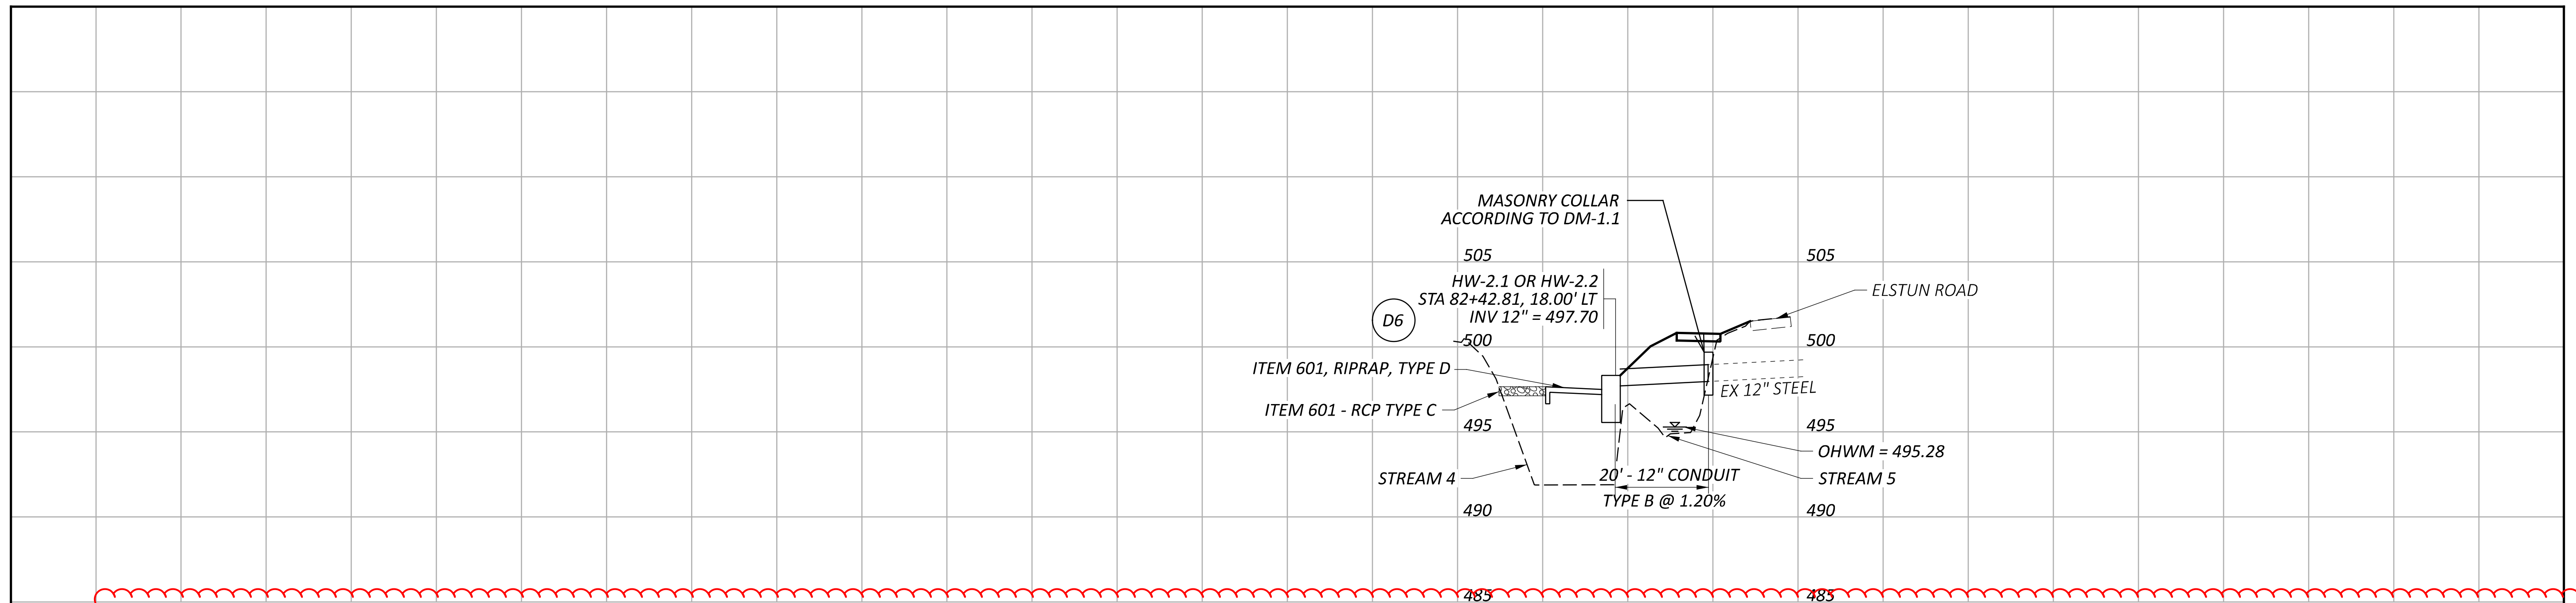 MASONRY COLLAR
ACCORDING TO DM-1.1
505
505
HW-2.1 OR HW-2.2
STA 82+42.81, 18.00' LT
INV 12" = 497.70
ELSTUN ROAD
D6
500
500
ITEM 601, RIPRAP, TYPE D
EX 12" STEEL
ITEM 601 - RCP TYPE C
495
495
OHWM = 495.28
STREAM 4
20' - 12" CONDUIT
STREAM 5
TYPE B @ 1.20%
490
490
485
485